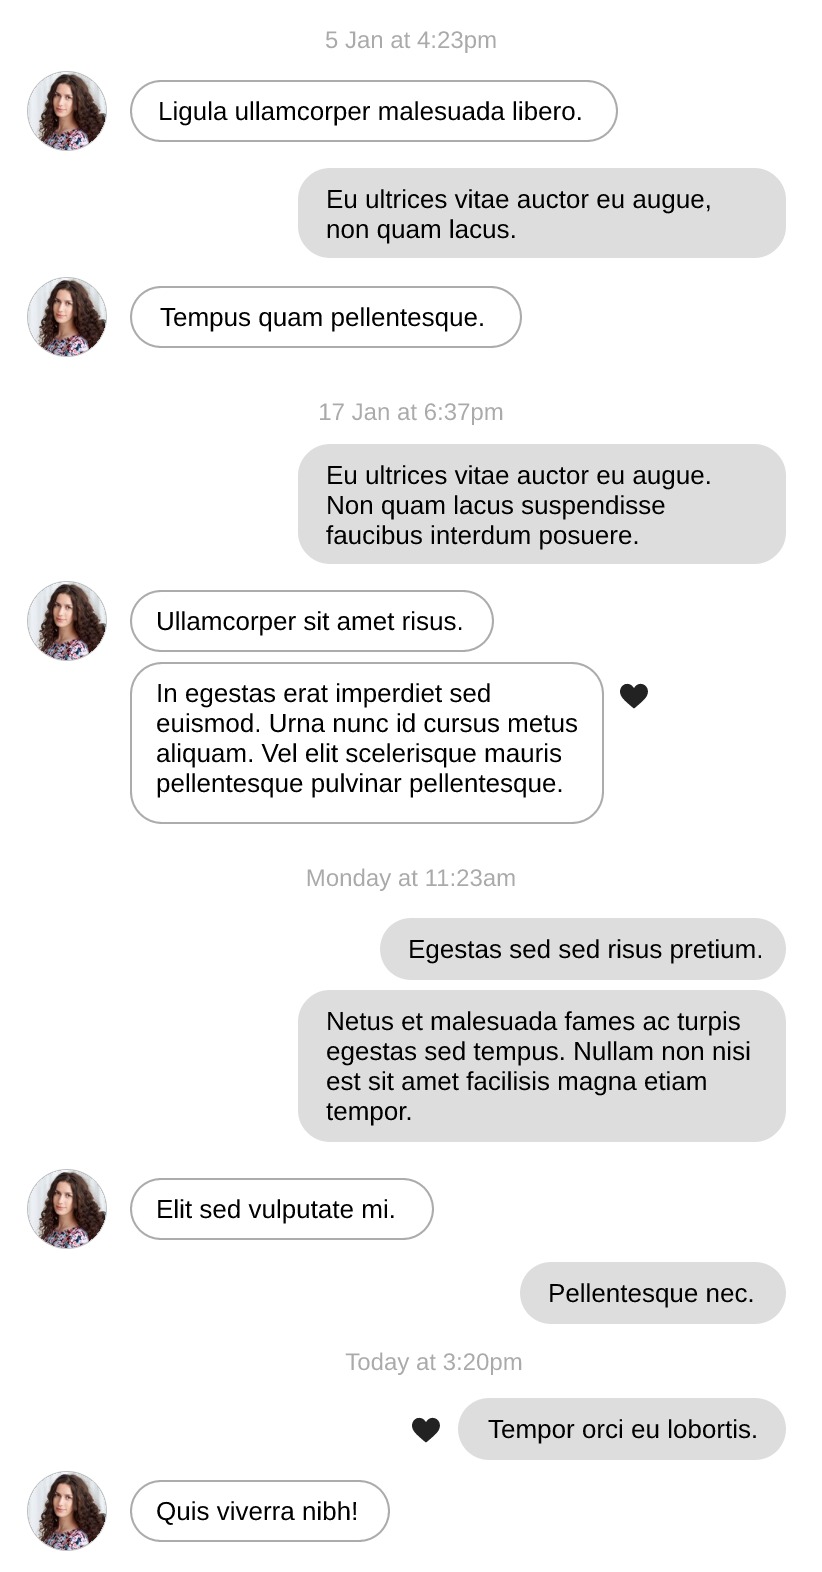 5 Jan at 4:23pm
Ligula ullamcorper malesuada libero.
Eu ultrices vitae auctor eu augue,
non quam lacus.
Tempus quam pellentesque.
17 Jan at 6:37pm
Eu ultrices vitae auctor eu augue.
Non quam lacus suspendisse
faucibus interdum posuere.
Ullamcorper sit amet risus.
In egestas erat imperdiet sed
euismod. Urna nunc id cursus metus
aliquam. Vel elit scelerisque mauris
pellentesque pulvinar pellentesque.
Monday at 11:23am
Egestas sed sed risus pretium.
Netus et malesuada fames ac turpis
egestas sed tempus. Nullam non nisi
est sit amet facilisis magna etiam
tempor.
Elit sed vulputate mi.
Pellentesque nec.
Today at 3:20pm
Tempor orci eu lobortis.
Quis viverra nibh!